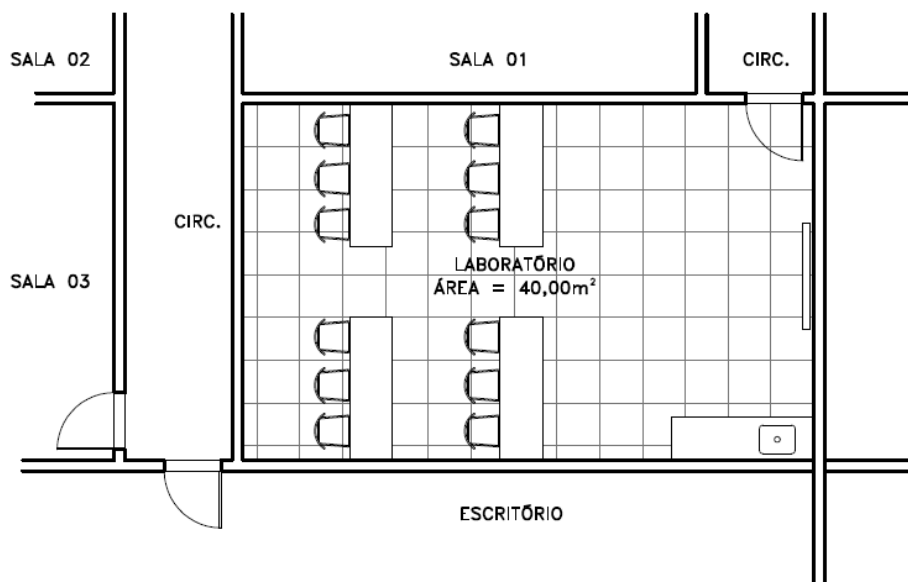 SALA 02
SALA 01
CIRC.
CIRC.
LABORATÓRIO
ÁREA = 40,00m²
SALA 03
ESCRITÓRIO